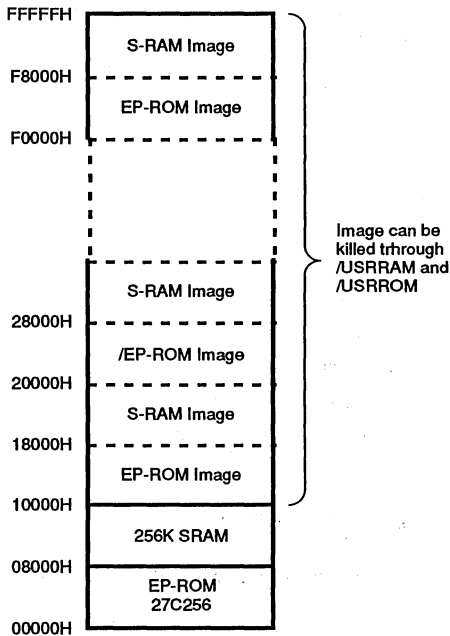 FFFFFH
S-RAM Image
F8000H
EP-ROM Image
F0000H
Image can be
killed trhrough
/USRRAM and
/USRROM
S-RAM Image
28000H
/EP-ROM Image
20000H
S-RAM Image
18000H
EP-ROM Image
10000H
256K SRAM
08000H
EP-ROM
27C256
00000H